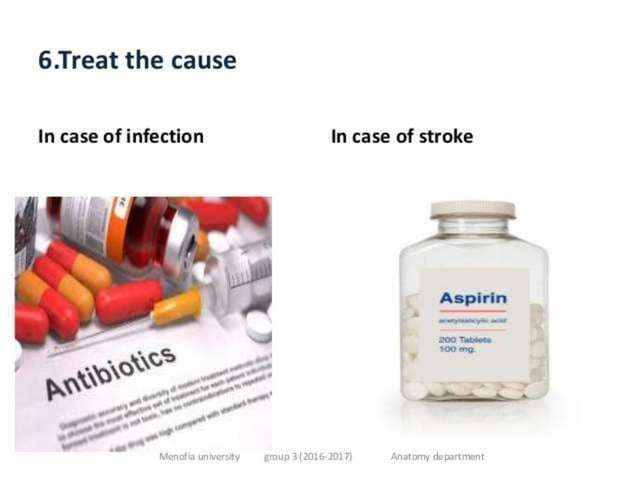 6.Treat the cause
In case of infection
In case of stroke
Antibiotics
Aspirin
acetylsalicylic acid
200 Tablets
100 mg.
Menofia university group 3 (2016-2017) Anatomy department